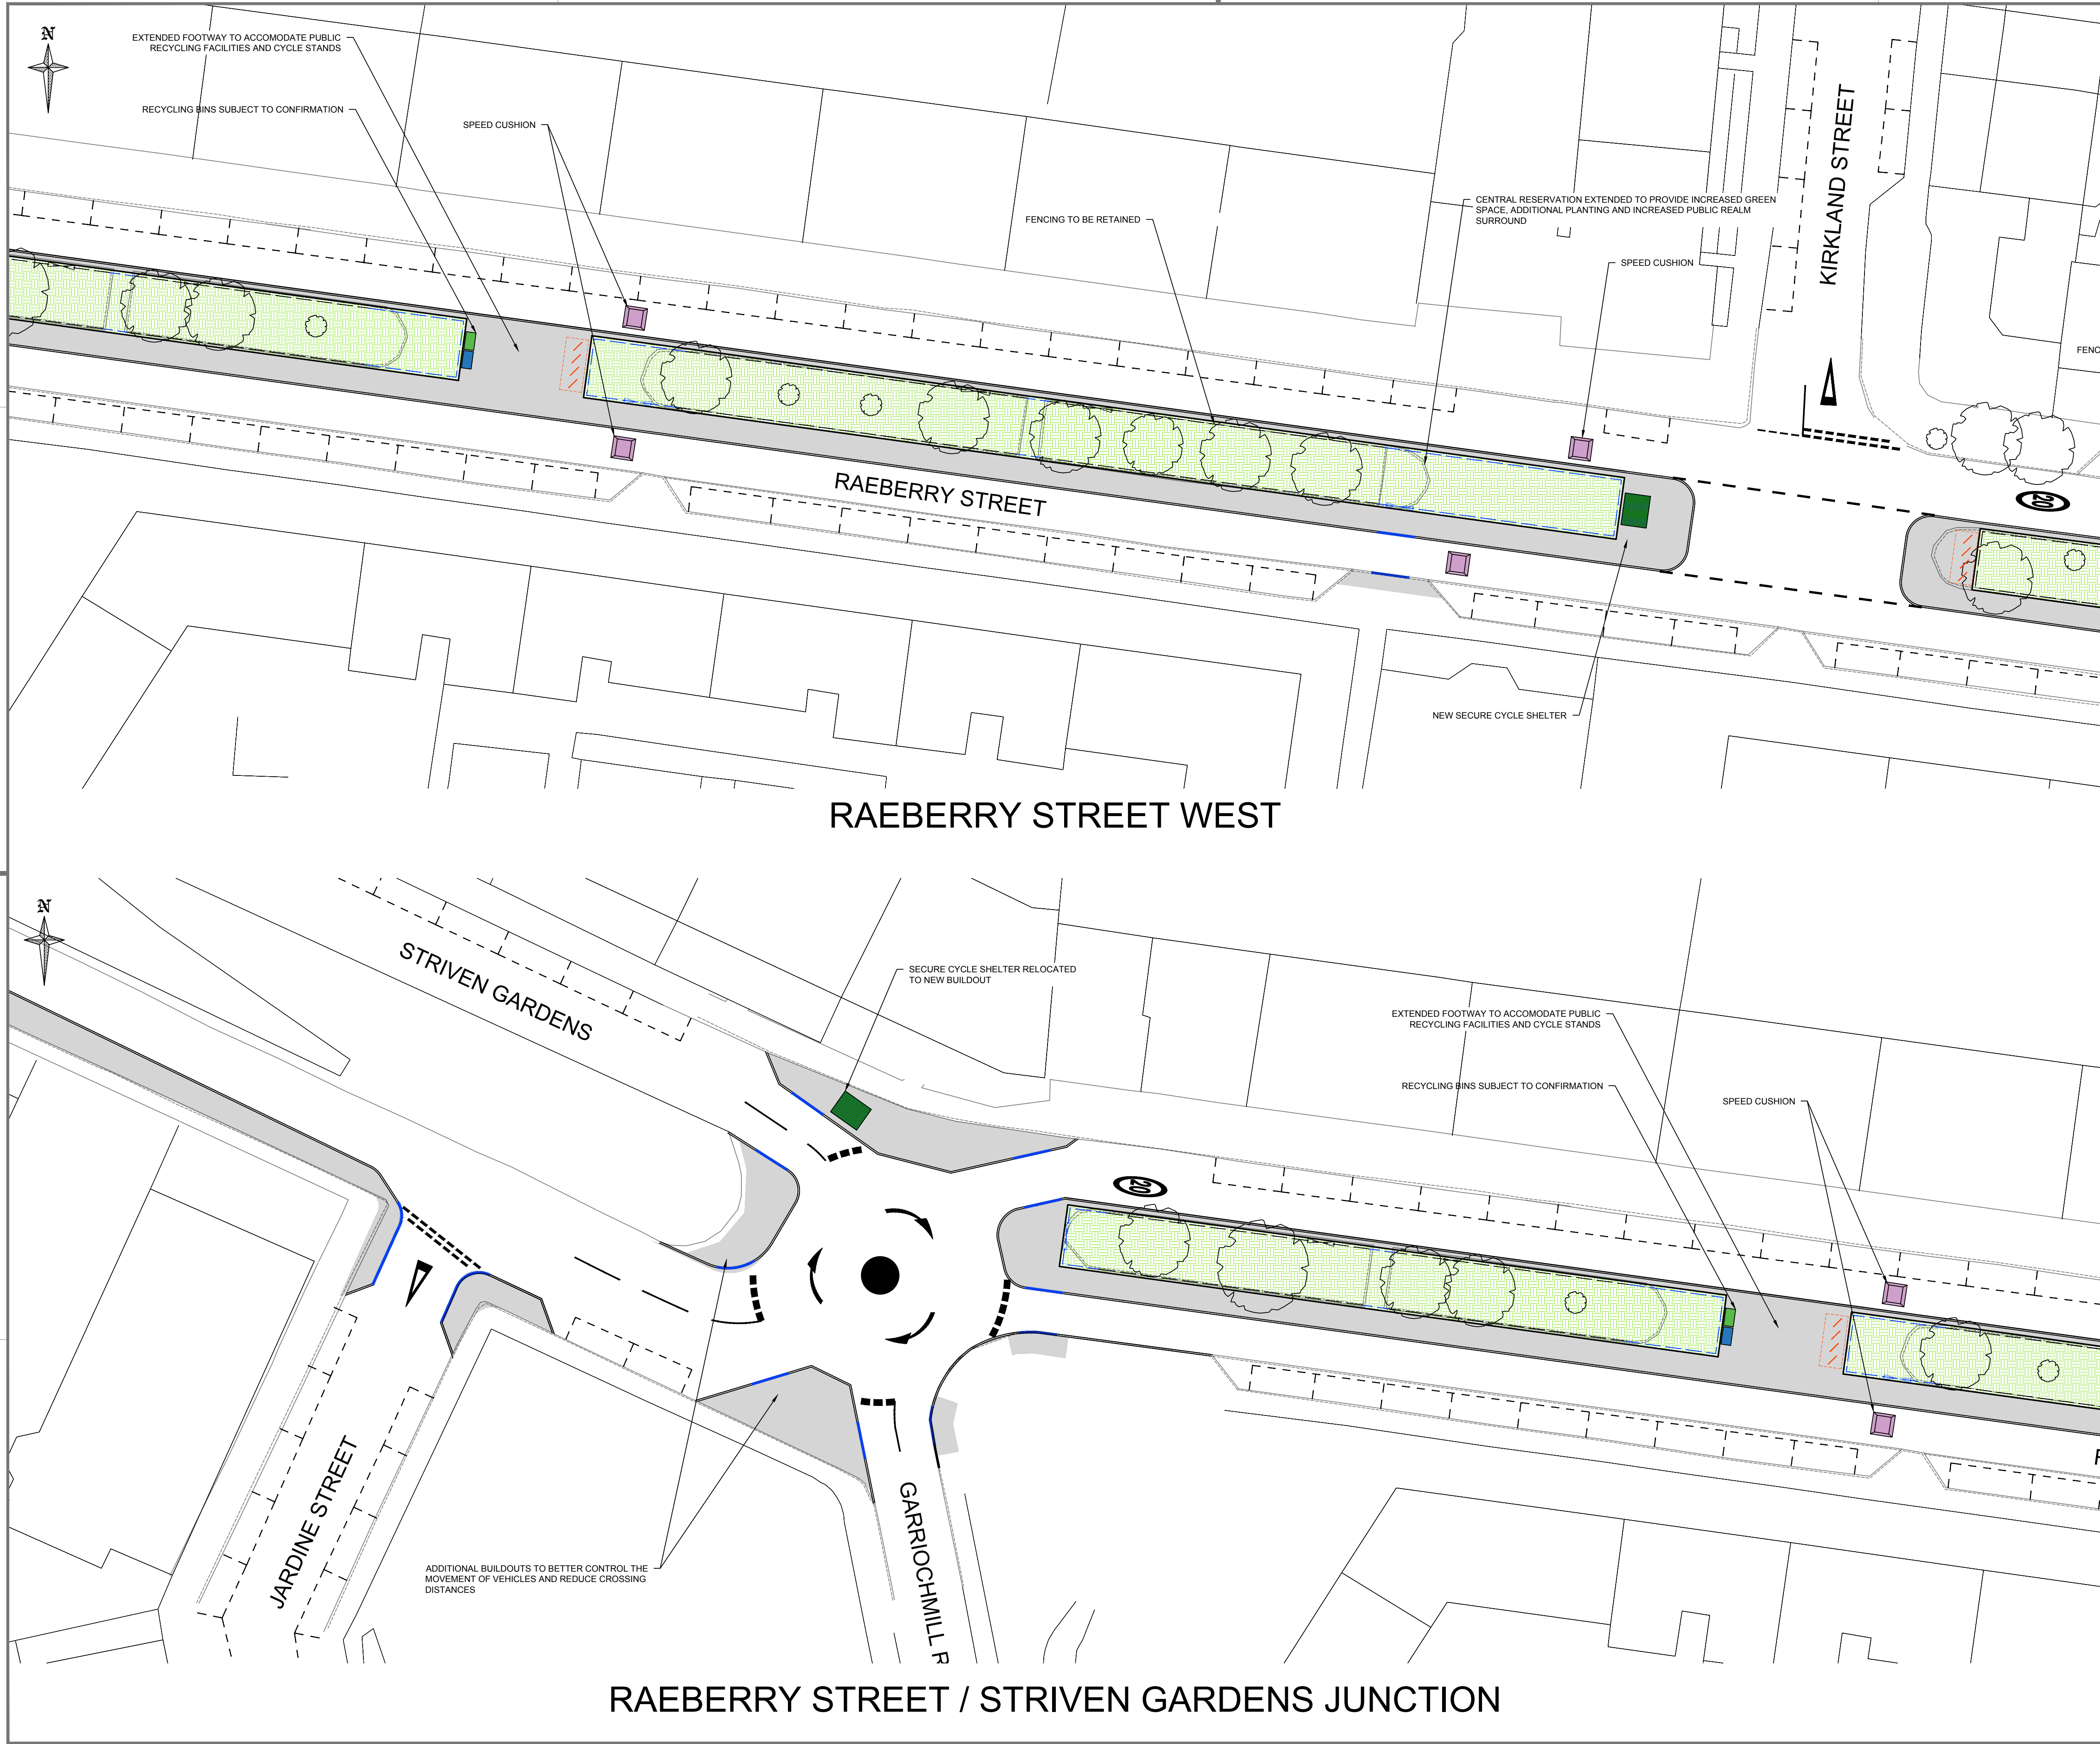 N
EXTENDED FOOTWAY TO ACCOMODATE PUBLIC
RECYCLING FACILITIES AND CYCLE STANDS
RECYCLING BINS SUBJECT TO CONFIRMATION
SPEED CUSHION
FENCING TO BE RETAINED
CENTRAL RESERVATION EXTENDED TO PROVIDE INCREASED GREEN
SPACE, ADDITIONAL PLANTING AND INCREASED PUBLIC REALM
SURROUND
SPEED CUSHION
KIRKLAND STREET
FENC
RAEBERRY STREET
20
NEW SECURE CYCLE SHELTER
RAEBERRY STREET WEST
N
STRIVEN GARDENS
SECURE CYCLE SHELTER RELOCATED
TO NEW BUILDOUT
EXTENDED FOOTWAY TO ACCOMODATE PUBLIC
RECYCLING FACILITIES AND CYCLE STANDS
RECYCLING BINS SUBJECT TO CONFIRMATION
SPEED CUSHION
20
JARDINE STREET
GARRIOCHMILL R
ADDITIONAL BUILDOUTS TO BETTER CONTROL THE
MOVEMENT OF VEHICLES AND REDUCE CROSSING
DISTANCES
RAEBERRY STREET / STRIVEN GARDENS JUNCTION